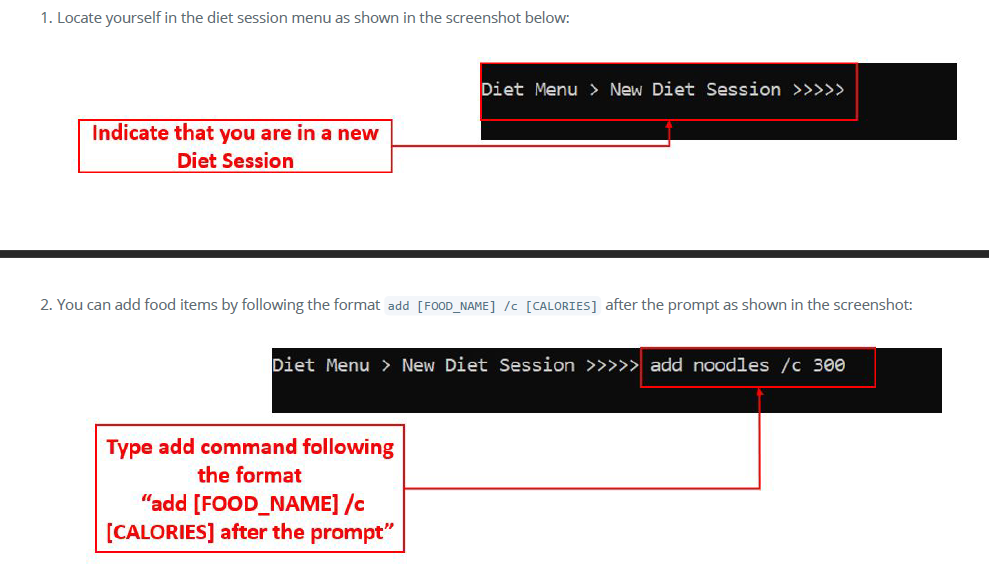 1. Locate yourself in the diet session menu as shown in the screenshot below:
Diet Menu > New Diet Session >>>>>
Indicate that you are in a new
Diet Session
2. You can add food items by following the format add [FOOD_NAME] /c [CALORIES] after the prompt as shown in the screenshot:
Diet Menu > New Diet Session >>>>> add noodles /c 300
Type add command following
the format
“add [FOOD_NAME] /c
[CALORIES] after the prompt”